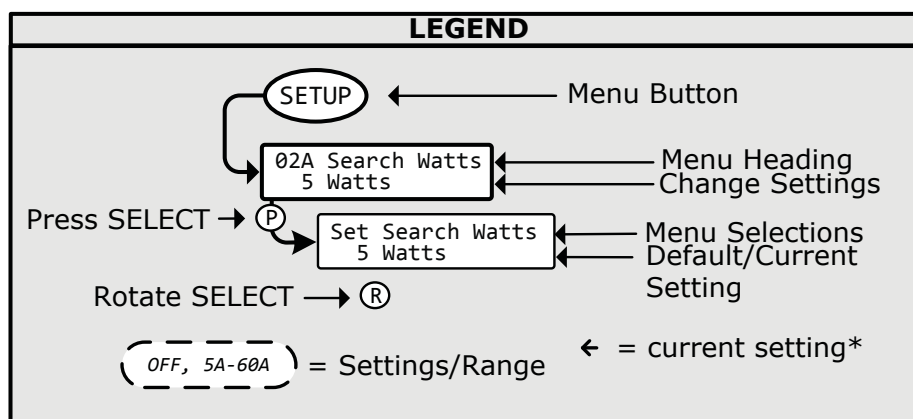 LEGEND
SETUP
Menu Button
02A Search Watts
5 Watts
Menu Heading
Change Settings
Press SELECT → Ⓟ
Set Search Watts
5 Watts
Menu Selections
Default/Current
Setting
Rotate SELECT → Ⓡ
OFF, 5A-60A = Settings/Range
← = current setting*